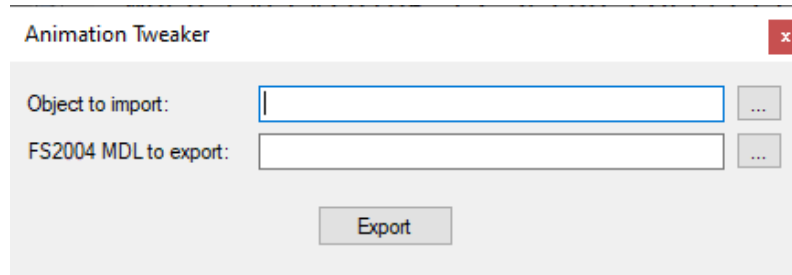 Animation Tweaker
x
Object to import:
...
FS2004 MDL to export:
...
Export